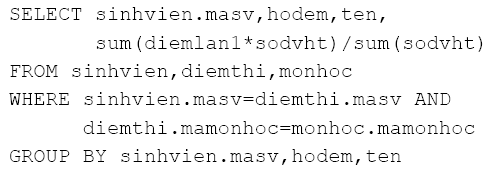 SELECT sinhvien.masv,hodem,ten,
sum(diemlan1*sodvht)/sum(sodvht)
FROM sinhvien,diemthi,monhoc
WHERE sinhvien.masv=diemthi.masv AND
diemthi.mamonhoc=monhoc.mamonhoc
GROUP BY sinhvien.masv,hodem,ten